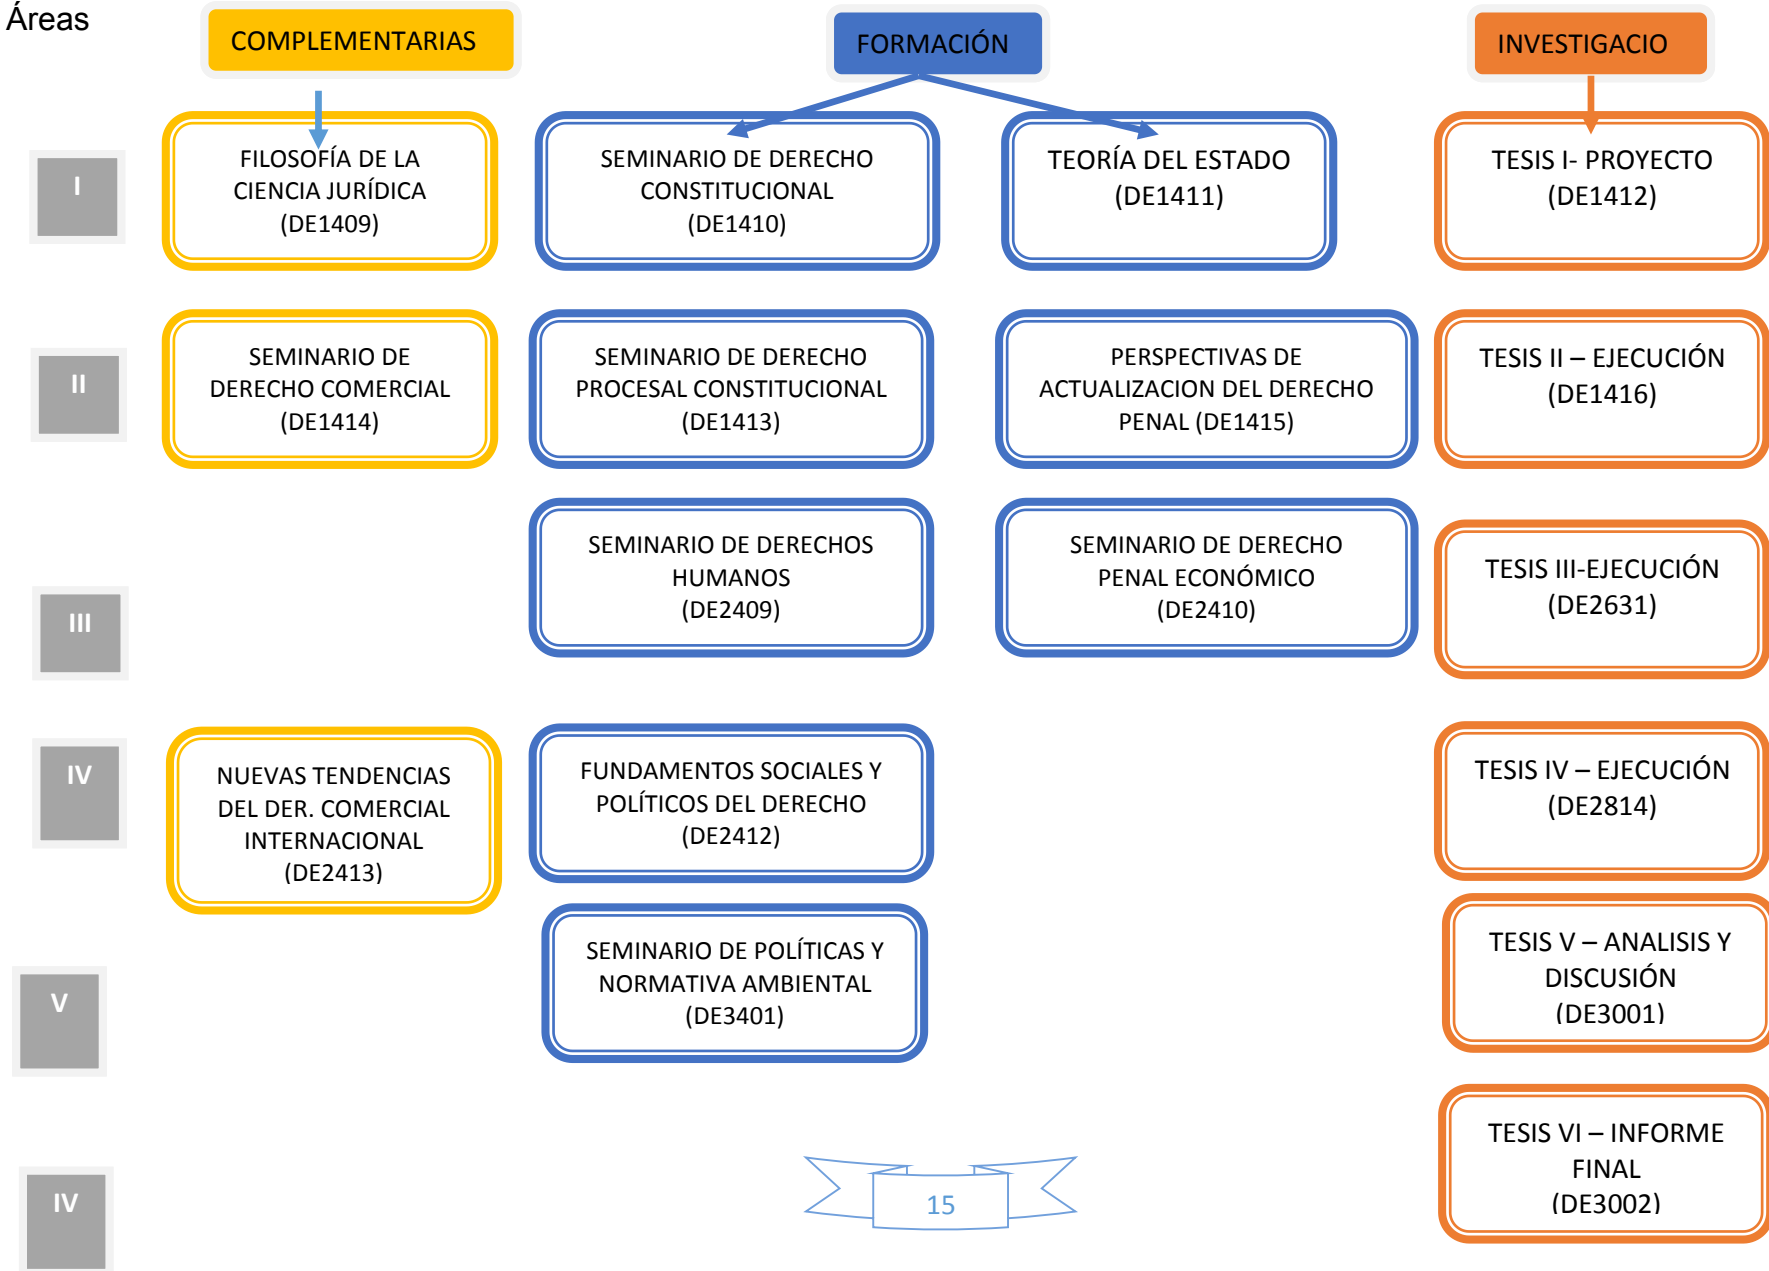 Áreas
COMPLEMENTARIAS
FORMACIÓN
INVESTIGACIO
I
FILOSOFÍA DE LA
CIENCIA JURÍDICA
(DE1409)
SEMINARIO DE DERECHO
CONSTITUCIONAL
(DE1410)
TEORÍA DEL ESTADO
(DE1411)
TESIS I- PROYECTO
(DE1412)
II
SEMINARIO DE
DERECHO COMERCIAL
(DE1414)
SEMINARIO DE DERECHO
PROCESAL CONSTITUCIONAL
(DE1413)
PERSPECTIVAS DE
ACTUALIZACION DEL DERECHO
PENAL (DE1415)
TESIS II – EJECUCIÓN
(DE1416)
III
SEMINARIO DE DERECHOS
HUMANOS
(DE2409)
SEMINARIO DE DERECHO
PENAL ECONÓMICO
(DE2410)
TESIS III-EJECUCIÓN
(DE2631)
IV
NUEVAS TENDENCIAS
DEL DER. COMERCIAL
INTERNACIONAL
(DE2413)
FUNDAMENTOS SOCIALES Y
POLÍTICOS DEL DERECHO
(DE2412)
TESIS IV – EJECUCIÓN
(DE2814)
V
SEMINARIO DE POLÍTICAS Y
NORMATIVA AMBIENTAL
(DE3401)
TESIS V – ANALISIS Y
DISCUSIÓN
(DE3001)
IV
TESIS VI – INFORME
FINAL
(DE3002)
15